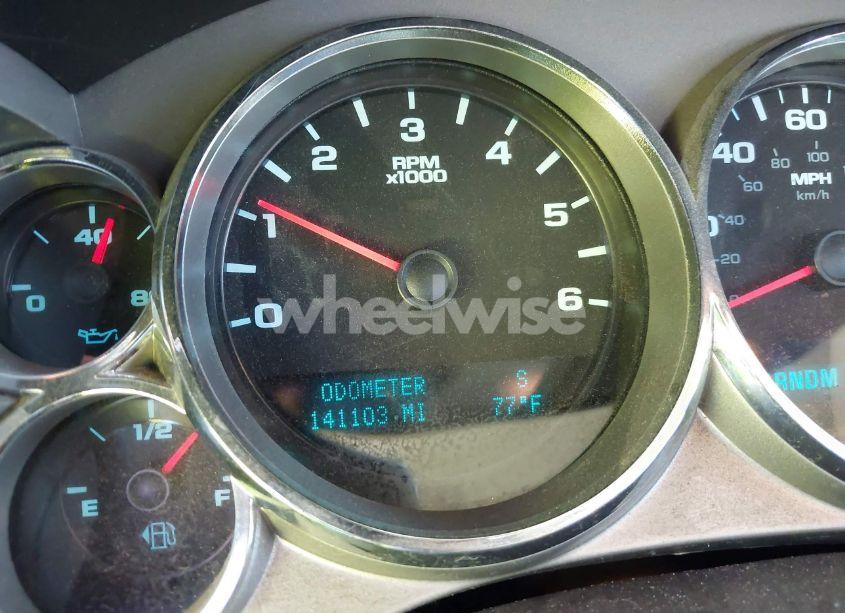 0 1 2 3 4 5 6
RPM
x1000
wheelwise
ODOMETER S
141103 MI 77°F
0 40 80
E 1/2 F
40 60
60 80 100
MPH
km/h
40
20
RNDM